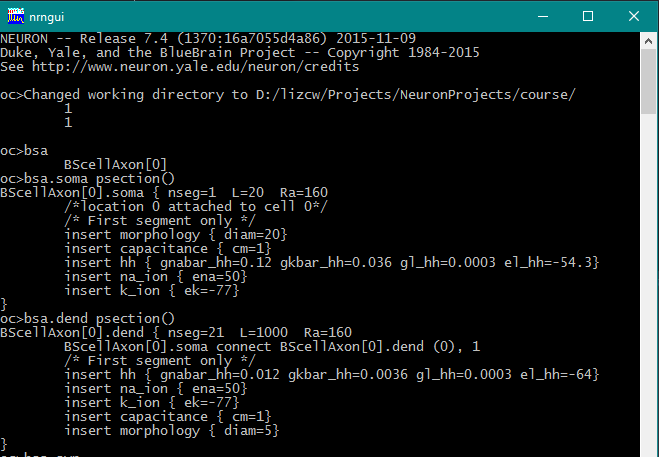 nrngui
NEURON -- Release 7.4 (1370:16a7055d4a86) 2015-11-09
Duke, Yale, and the BlueBrain Project -- Copyright 1984-2015
See http://www.neuron.yale.edu/neuron/credits
oc>Changed working directory to D:/lizcw/Projects/NeuronProjects/course/
1
1
oc>bsa
BScellAxon[0]
oc>bsa.soma psection()
BScellAxon[0].soma { nseg=1  L=20  Ra=160
/*location 0 attached to cell 0*/
/* First segment only */
insert morphology { diam=20}
insert capacitance { cm=1}
insert hh { gnabar_hh=0.12 gkbar_hh=0.036 gl_hh=0.0003 el_hh=-54.3}
insert na_ion { ena=50}
insert k_ion { ek=-77}
}
oc>bsa.dend psection()
BScellAxon[0].dend { nseg=21  L=1000  Ra=160
BScellAxon[0].soma connect BScellAxon[0].dend (0), 1
/* First segment only */
insert hh { gnabar_hh=0.012 gkbar_hh=0.0036 gl_hh=0.0003 el_hh=-64}
insert na_ion { ena=50}
insert k_ion { ek=-77}
insert capacitance { cm=1}
insert morphology { diam=5}
}